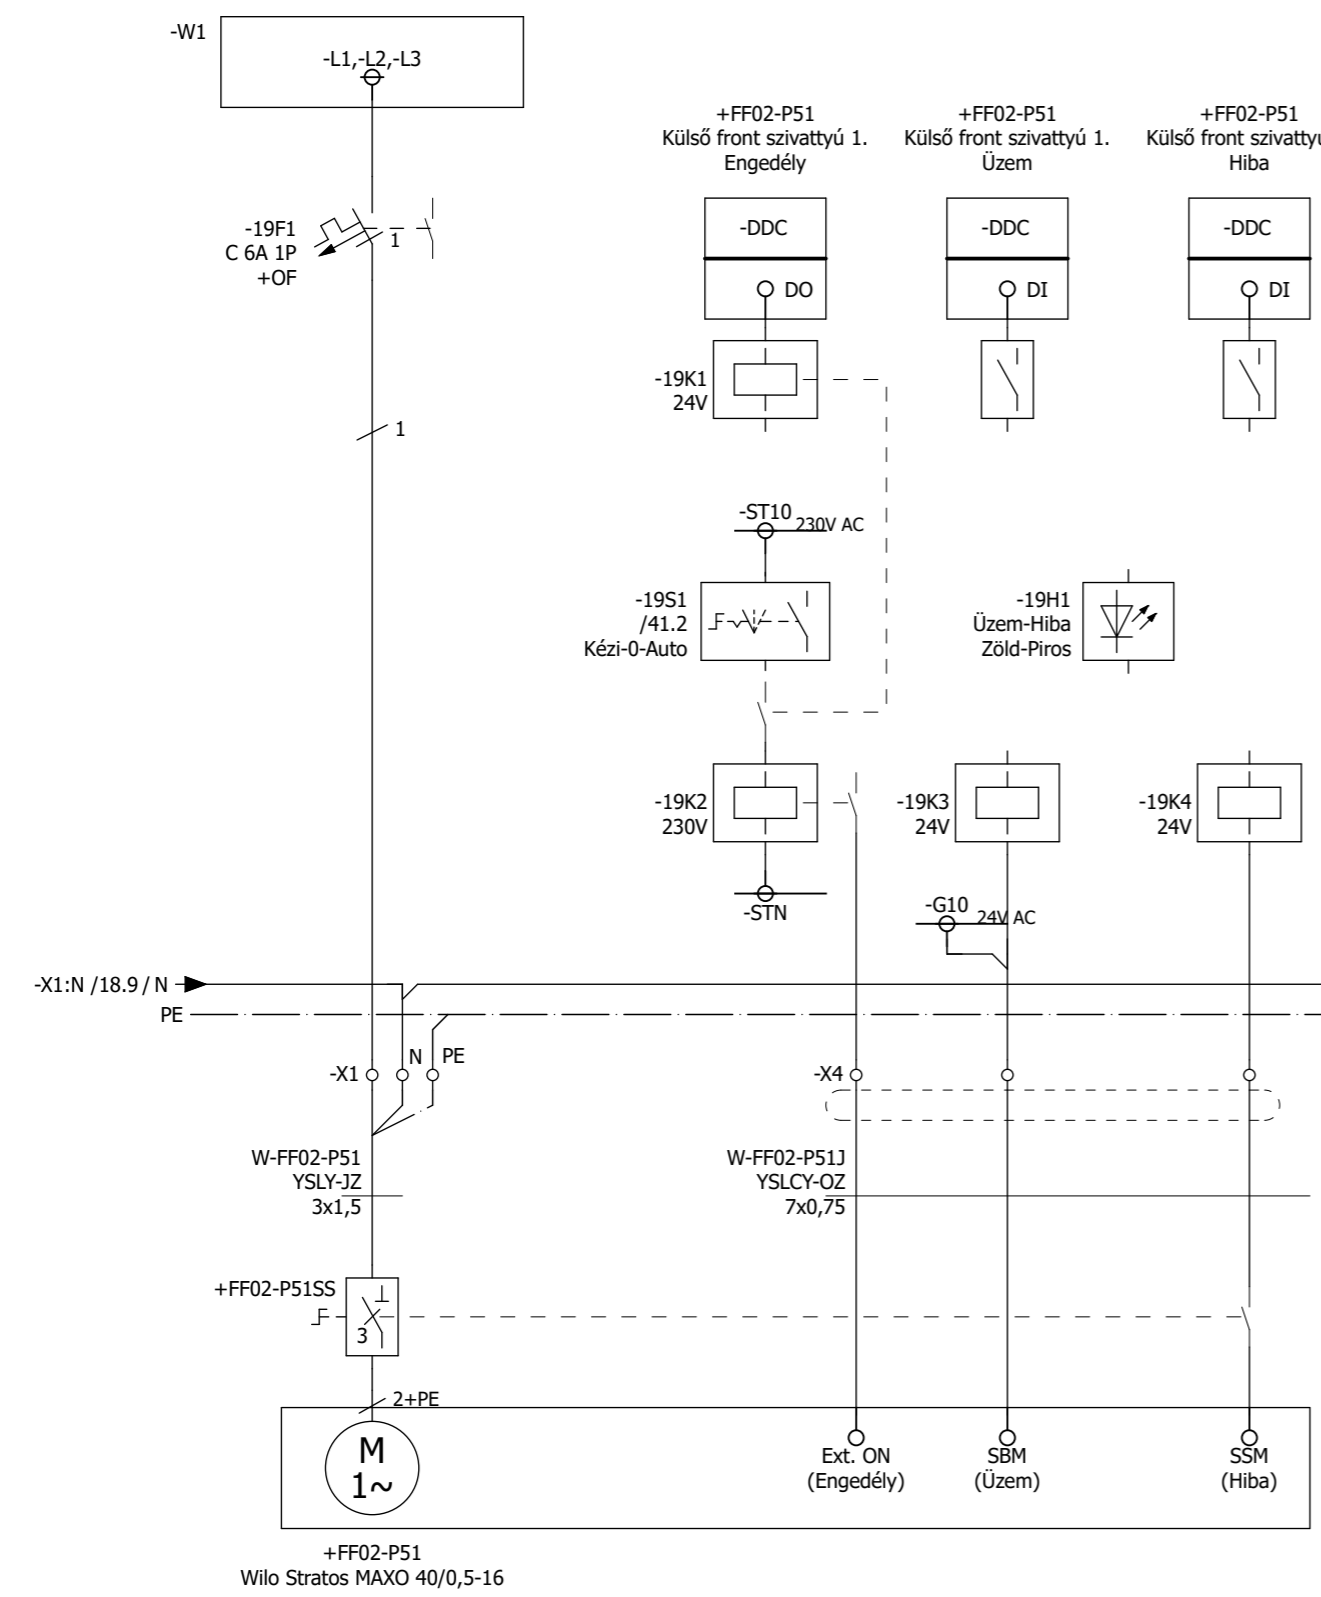 -W1
-L1,-L2,-L3
+FF02-P51
Külső front szivattyú 1.
Engedély
+FF02-P51
Külső front szivattyú 1.
Üzem
+FF02-P51
Külső front szivattyú
Hiba
-19F1
C 6A 1P
+OF
1
-DDC
DO
-DDC
DI
-DDC
DI
-19K1
24V
1
-ST10 230V AC
-19S1
/41.2
Kézi-0-Auto
-19H1
Üzem-Hiba
Zöld-Piros
-19K2
230V
-19K3
24V
-19K4
24V
-STN
-G10 24V AC
-X1:N /18.9 / N
PE
-X1
N
PE
-X4
W-FF02-P51
YSLY-JZ
3x1,5
W-FF02-P51J
YSLCY-OZ
7x0,75
+FF02-P51SS
3
2+PE
M
1~
Ext. ON
(Engedély)
SBM
(Üzem)
SSM
(Hiba)
+FF02-P51
Wilo Stratos MAXO 40/0,5-16